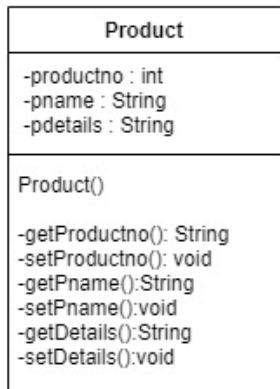 Product
-productno : int
-pname : String
-pdetails : String
Product()
-getProductno(): String
-setProductno(): void
-getPname():String
-setPname():void
-getDetails():String
-setDetails():void